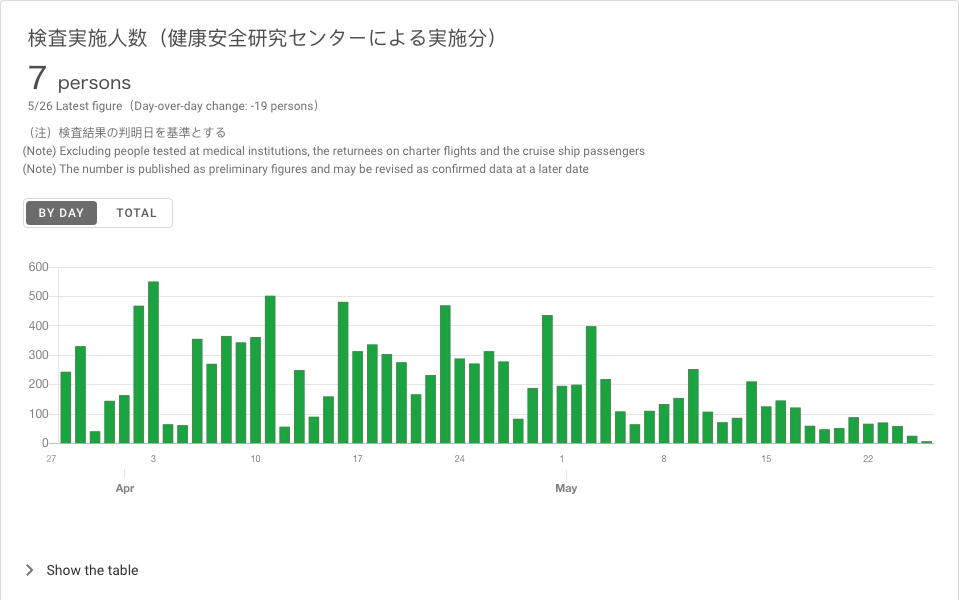 検査実施人数（健康安全研究センターによる実施分）
7 persons
5/26 Latest figure（Day-over-day change: -19 persons）
（注）検査結果の判明日を基準とする
(Note) Excluding people tested at medical institutions, the returnees on charter flights and the cruise ship passengers
(Note) The number is published as preliminary figures and may be revised as confirmed data at a later date
BY DAY TOTAL
600
500
400
300
200
100
0
27 3 10 17 24 1 8 15 22
Apr May
Show the table